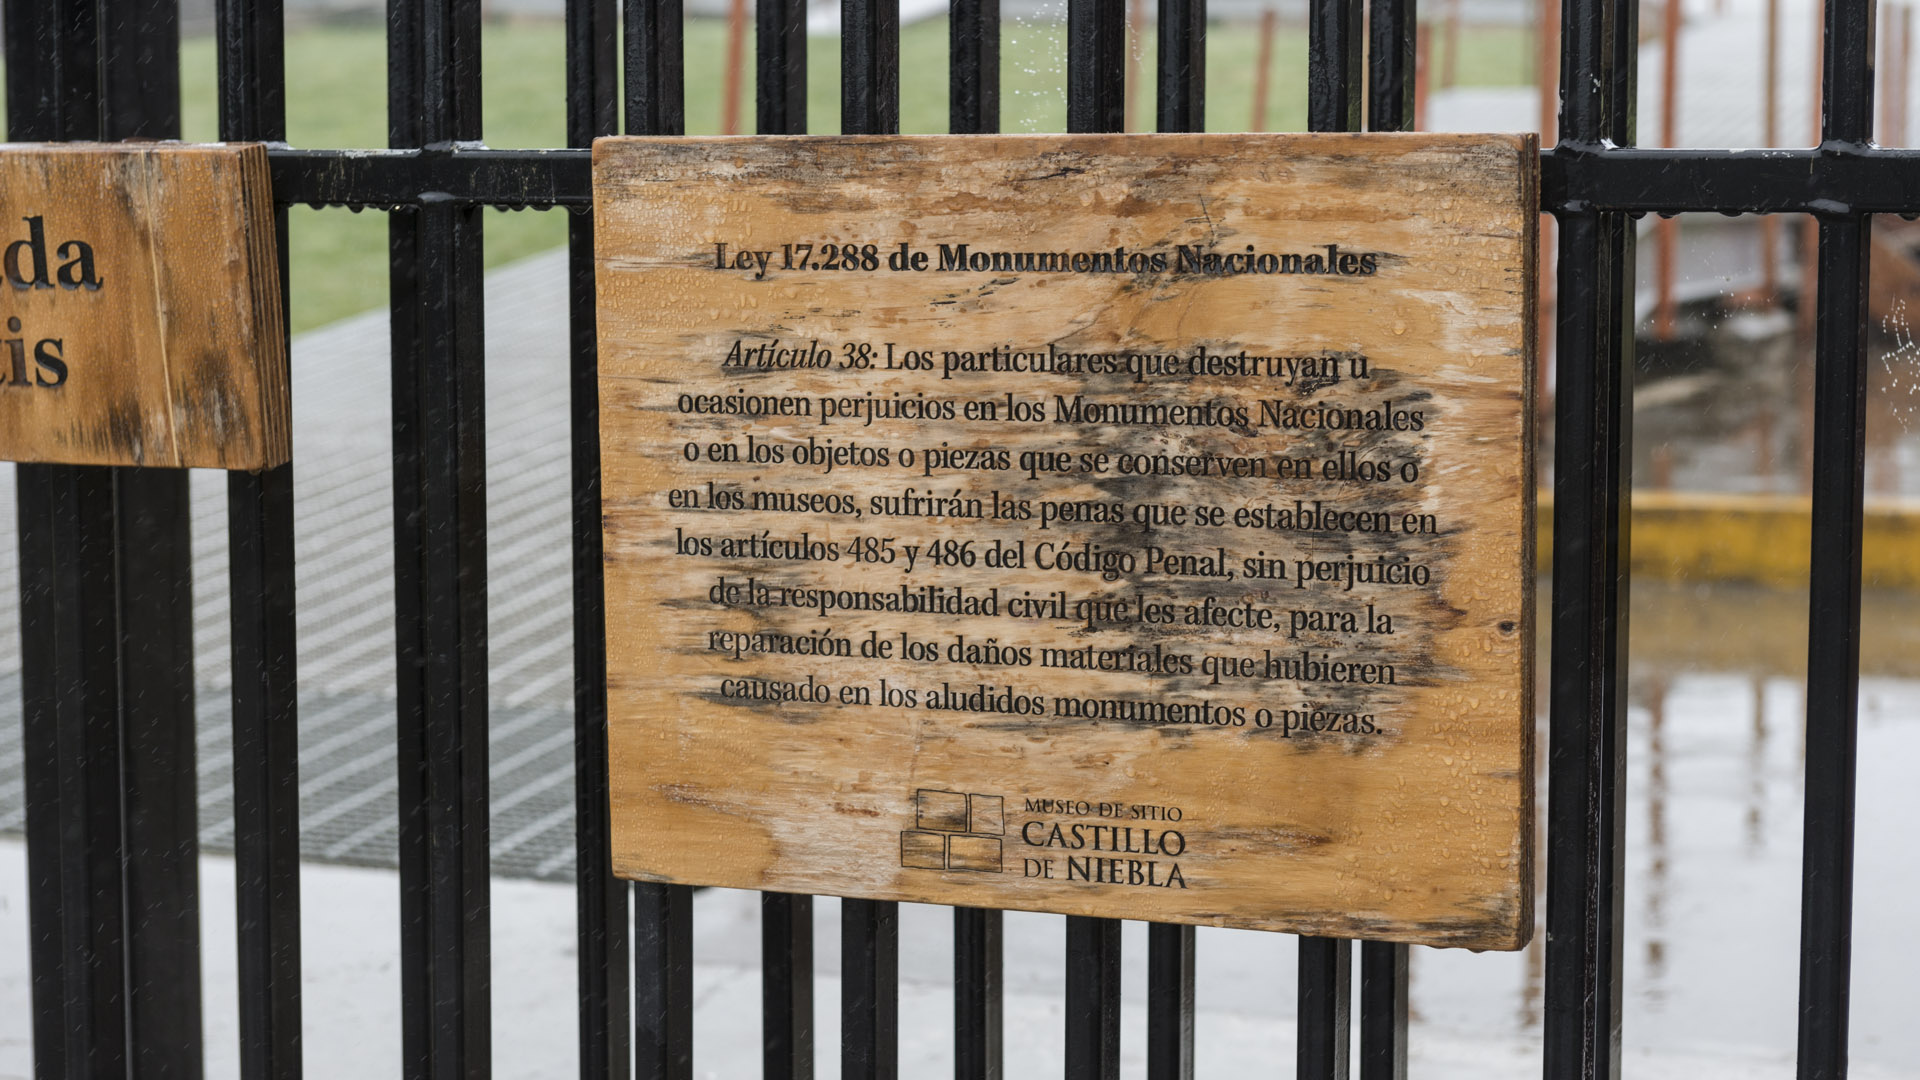 da
is
Ley 17.288 de Monumentos Nacionales
Artículo 38: Los particulares que destruyan u
ocasionen perjuicios en los Monumentos Nacionales
o en los objetos o piezas que se conserven en ellos o
en los museos, sufrirán las penas que se establecen en
los artículos 485 y 486 del Código Penal, sin perjuicio
de la responsabilidad civil que les afecte, para la
reparación de los daños materiales que hubieren
causado en los aludidos monumentos o piezas.
MUSEO DE SITIO
CASTILLO
DE NIEBLA